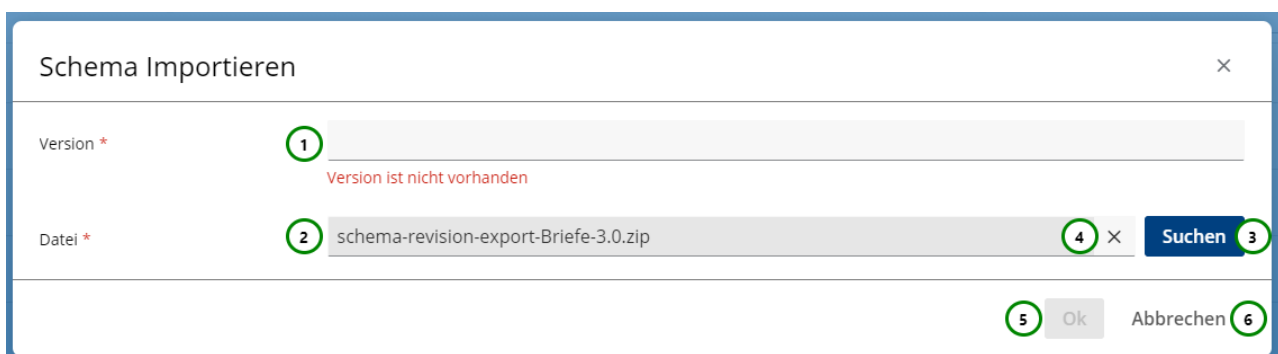 Schema Importieren ×
Version * 1
Version ist nicht vorhanden
Datei * 2 schema-revision-export-Briefe-3.0.zip 4 × Suchen 3
5 Ok Abbrechen 6